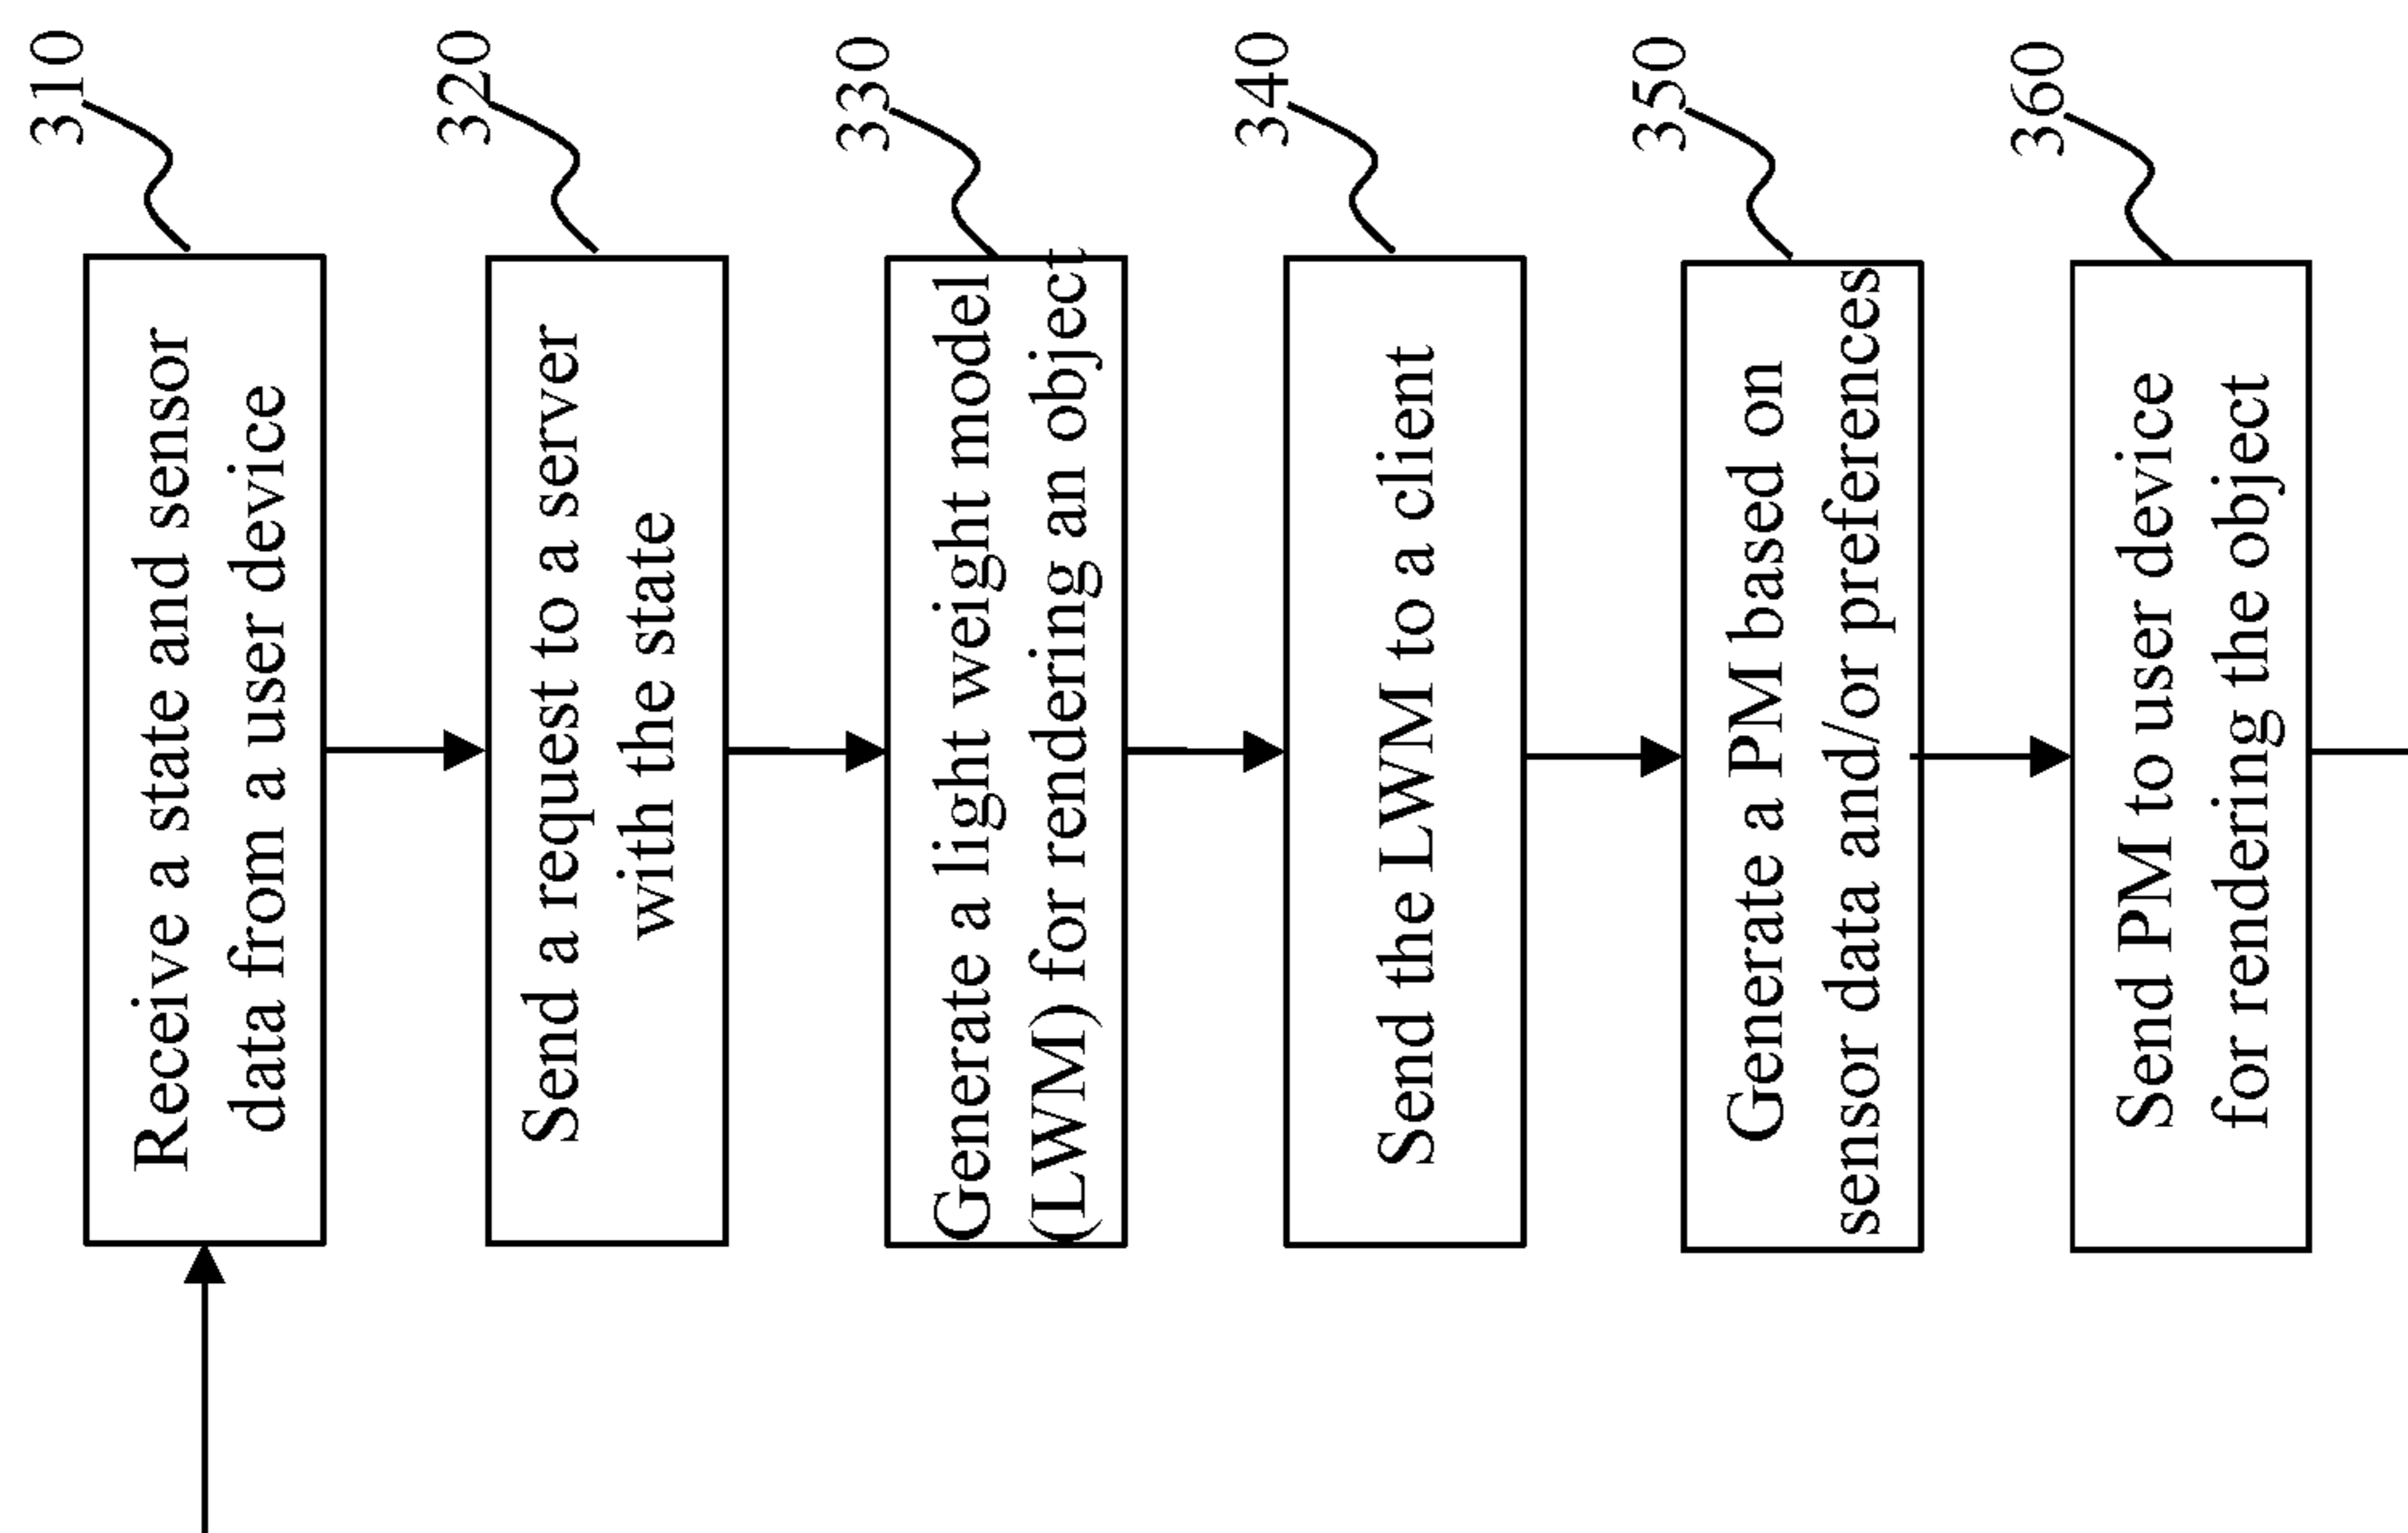 310
Receive a state and sensor
data from a user device
320
Send a request to a server
with the state
330
Generate a light weight model
(LWM) for rendering an object
340
Send the LWM to a client
350
Generate a PM based on
sensor data and/or preferences
360
Send PM to user device
for rendering the object